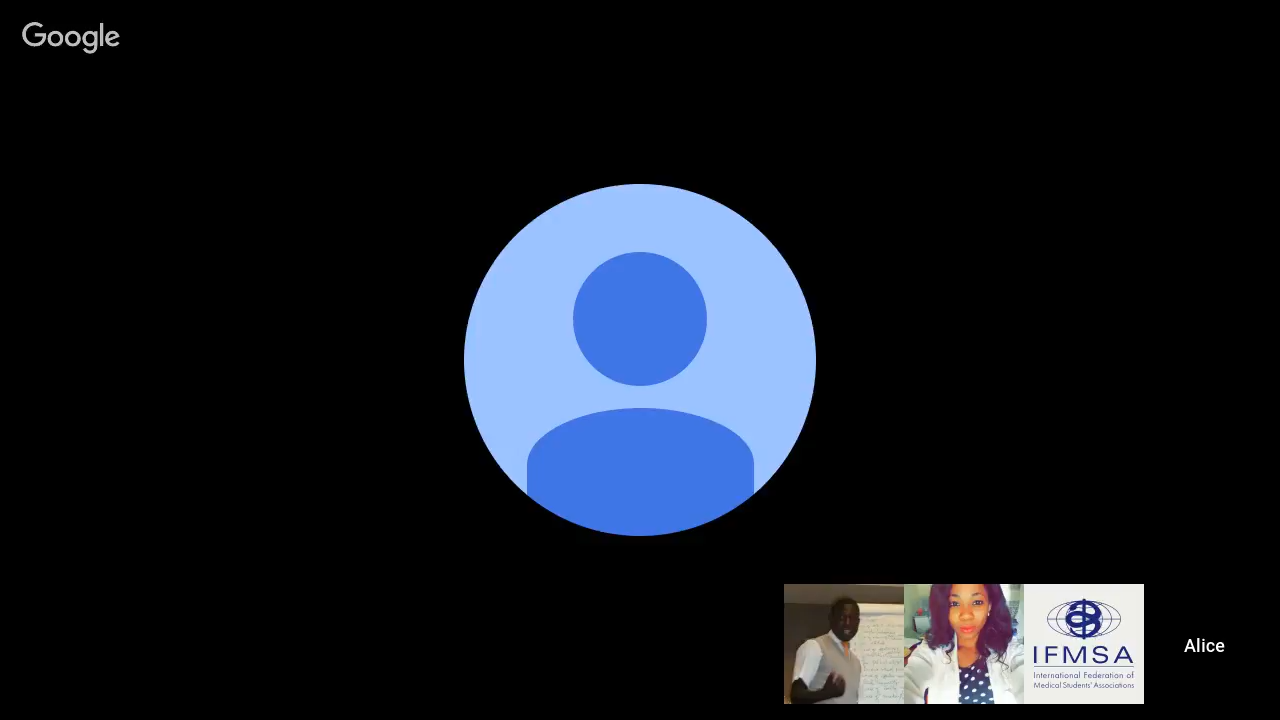 Google
IFMSA
International Federation of
Medical Students' Associations
Alice